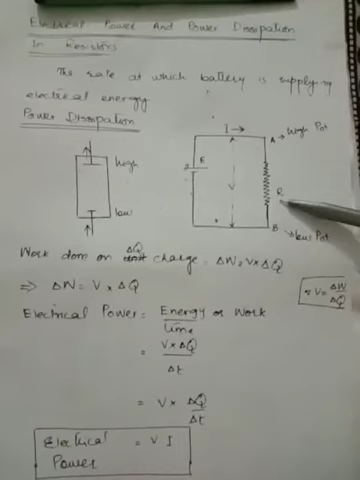 Electrical Power And Power Dissipation
In Resistors
The rate at which battery is supplying
electrical energy
Power Dissipation
high
low
I →
A → high Pot
E
V
R
B → low Pot
Work done on ΔQ charge = ΔW = V × ΔQ
⇒ ΔW = V × ΔQ
∵ V = ΔW/ΔQ
Electrical Power = Energy or Work
time
= V × ΔQ
Δt
= V × ΔQ
Δt
Electrical = V I
Power